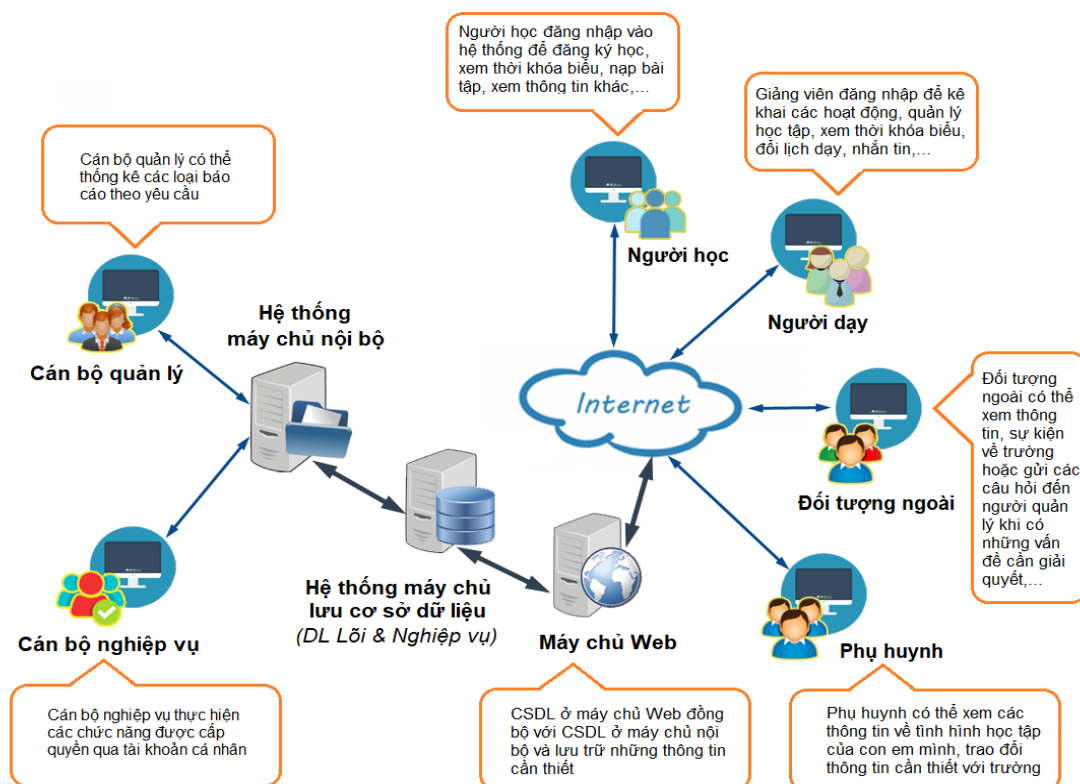 Người học đăng nhập vào
hệ thống để đăng ký học,
xem thời khóa biểu, nạp bài
tập, xem thông tin khác,...
Giảng viên đăng nhập để kê
khai các hoạt động, quản lý
học tập, xem thời khóa biểu,
đổi lịch dạy, nhắn tin,...
Cán bộ quản lý có thể
thống kê các loại báo
cáo theo yêu cầu
Người học
Người dạy
Hệ thống
máy chủ nội bộ
Cán bộ quản lý
Internet
Đối tượng
ngoài có thể
xem thông
tin, sự kiện
về trường
hoặc gửi các
câu hỏi đến
người quản
lý khi có
những vấn
đề cần giải
quyết,...
Đối tượng ngoài
Hệ thống máy chủ
lưu cơ sở dữ liệu
(DL Lõi & Nghiệp vụ)
Cán bộ nghiệp vụ
Máy chủ Web
Phụ huynh
Cán bộ nghiệp vụ thực hiện
các chức năng được cấp
quyền qua tài khoản cá nhân
CSDL ở máy chủ Web đồng
bộ với CSDL ở máy chủ nội
bộ và lưu trữ những thông tin
cần thiết
Phụ huynh có thể xem các
thông tin về tình hình học tập
của con em mình, trao đổi
thông tin cần thiết với trường